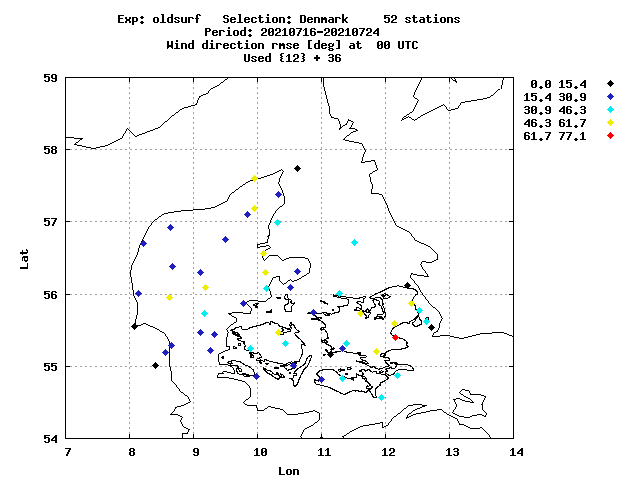 Exp: oldsurf Selection: Denmark 52 stations
Period: 20210716-20210724
Wind direction rmse [deg] at 00 UTC
Used {12} + 36
0.0 15.4
15.4 30.9
30.9 46.3
46.3 61.7
61.7 77.1
59
58
57
56
55
54
Lat
7 8 9 10 11 12 13 14
Lon